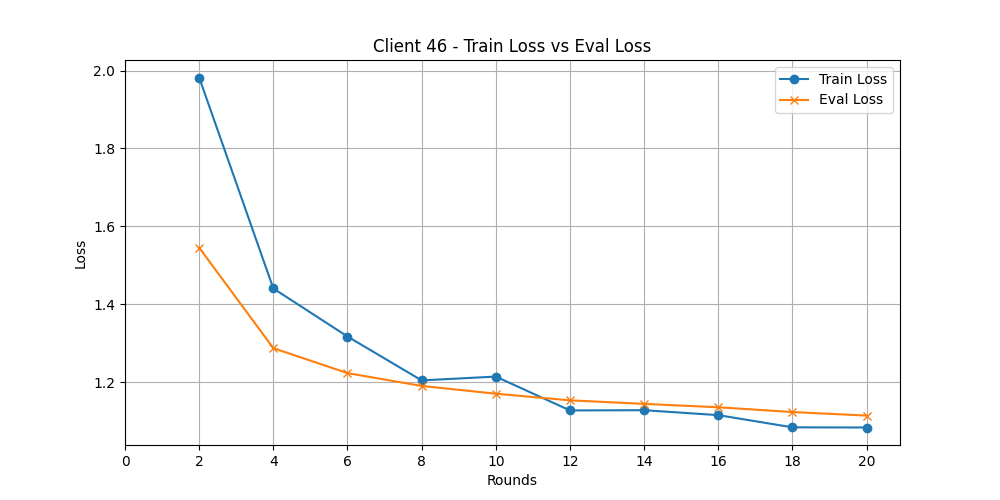 Client 46 - Train Loss vs Eval Loss
Train Loss
Eval Loss
2.0
1.8
1.6
1.4
1.2
Loss
0 2 4 6 8 10 12 14 16 18 20
Rounds